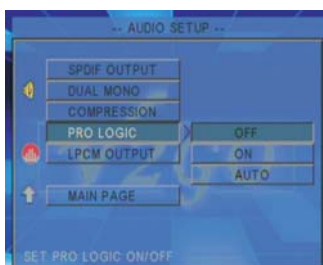 -- AUDIO SETUP --
SPDIF OUTPUT
DUAL MONO
COMPRESSION
PRO LOGIC
OFF
LPCM OUTPUT
ON
AUTO
MAIN PAGE
SET PRO LOGIC ON/OFF